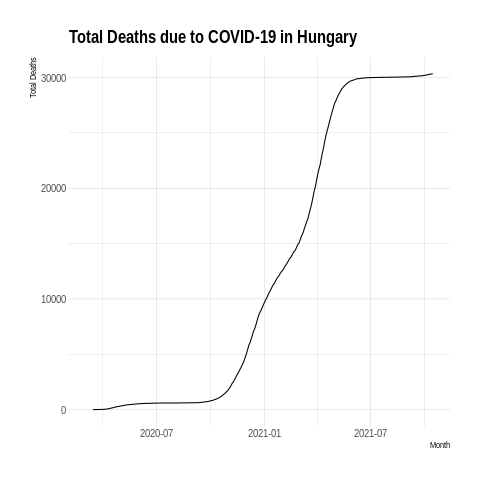 Total Deaths due to COVID-19 in Hungary
Total Deaths
30000
20000
10000
0
2020-07
2021-01
2021-07
Month